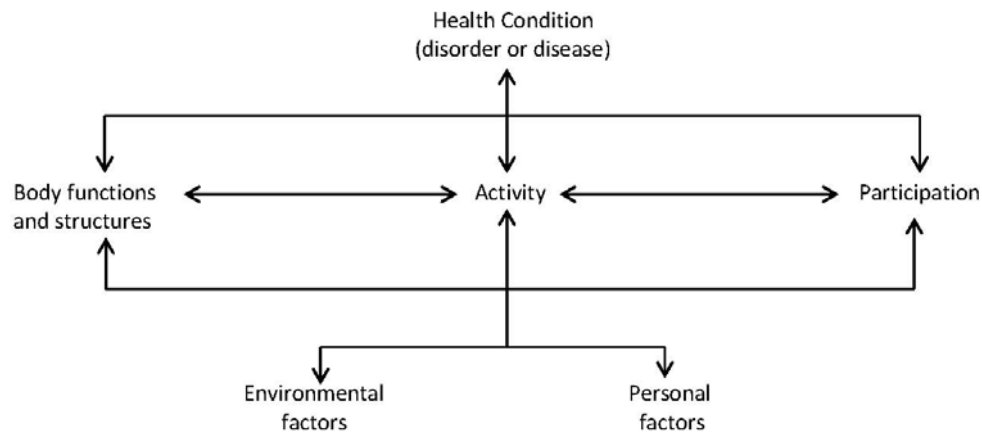 Health Condition
(disorder or disease)
Body functions
and structures
Activity
Participation
Environmental
factors
Personal
factors